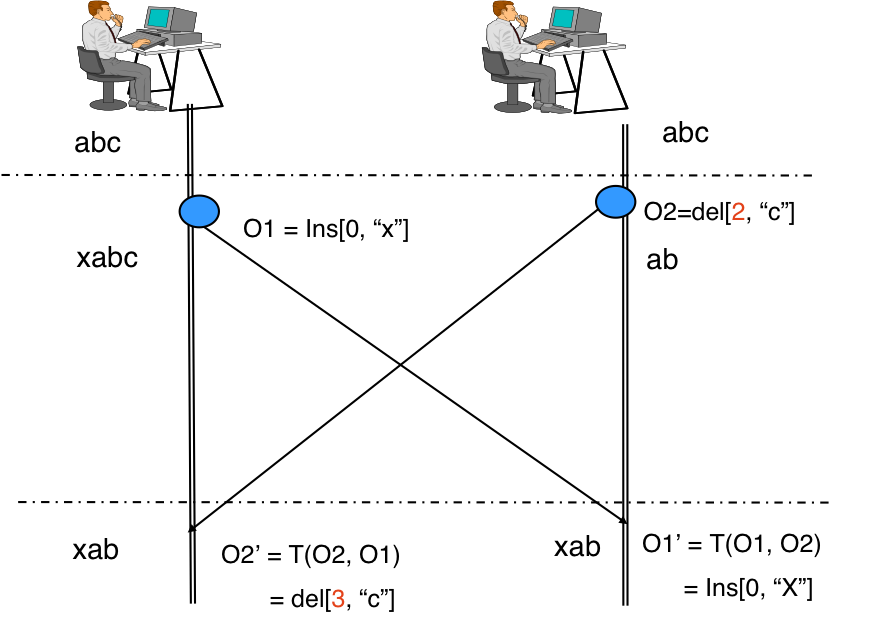 abc
abc
O1 = Ins[0, “x”]
O2=del[2, “c”]
xabc
ab
xab
O2’ = T(O2, O1)
= del[3, “c”]
xab
O1’ = T(O1, O2)
= Ins[0, “X”]